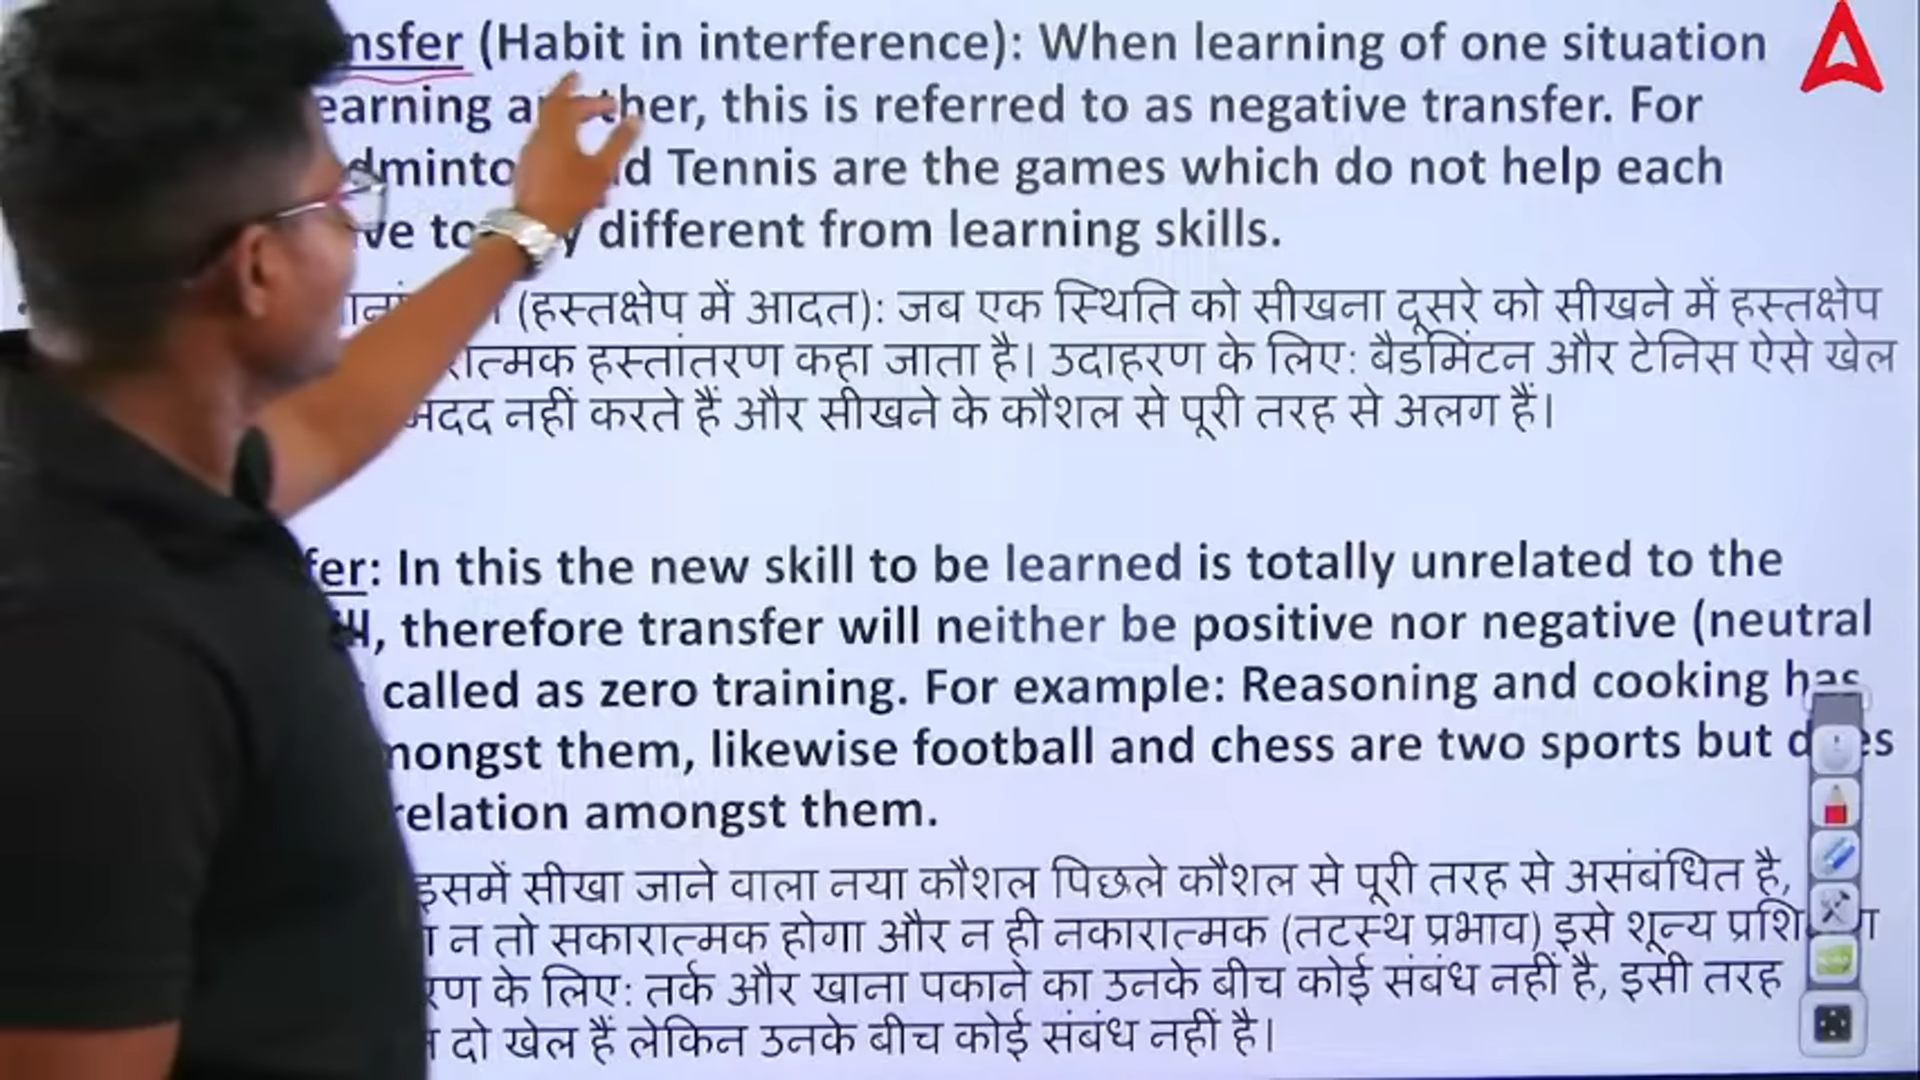 (Habit in interference): When learning of one situation
this is referred to as negative transfer. For
Tennis are the games which do not help each
different from learning skills.
(हस्तक्षेप में आदत): जब एक स्थिति को सीखना दूसरे को सीखने में हस्तक्षेप
हस्तांतरण कहा जाता है। उदाहरण के लिए: बैडमिंटन और टेनिस ऐसे खेल
मदद नहीं करते हैं और सीखने के कौशल से पूरी तरह से अलग हैं।
In this the new skill to be learned is totally unrelated to the
therefore transfer will neither be positive nor negative (neutral
called as zero training. For example: Reasoning and cooking has
them, likewise football and chess are two sports but
relation amongst them.
इसमें सीखा जाने वाला नया कौशल पिछले कौशल से पूरी तरह से असंबंधित है,
न तो सकारात्मक होगा और न ही नकारात्मक (तटस्थ प्रभाव) इसे शून्य
के लिए: तर्क और खाना पकाने का उनके बीच कोई संबंध नहीं है, इसी तरह
दो खेल हैं लेकिन उनके बीच कोई संबंध नहीं है।